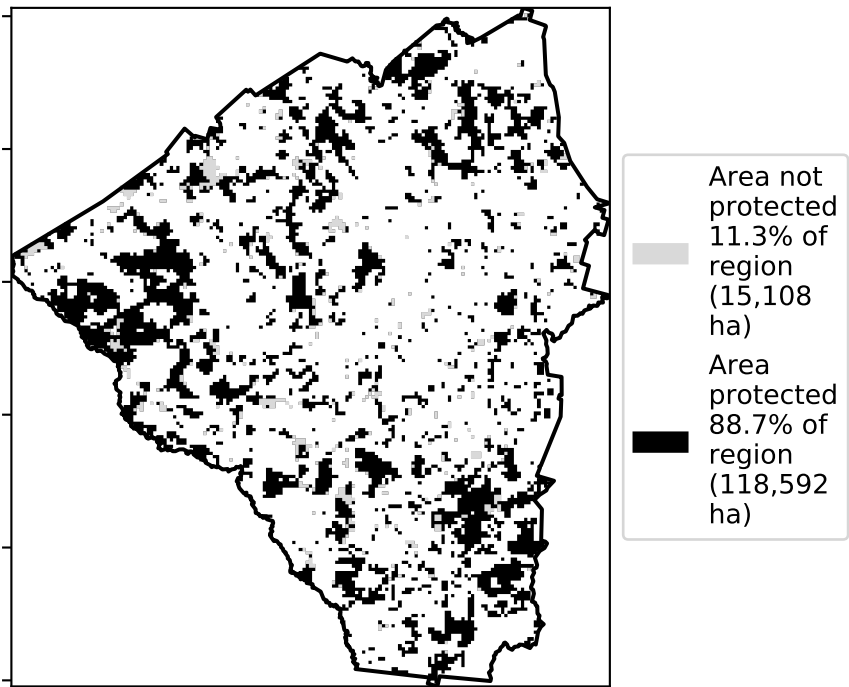 Area not
protected
11.3% of
region
(15,108
ha)
Area
protected
88.7% of
region
(118,592
ha)